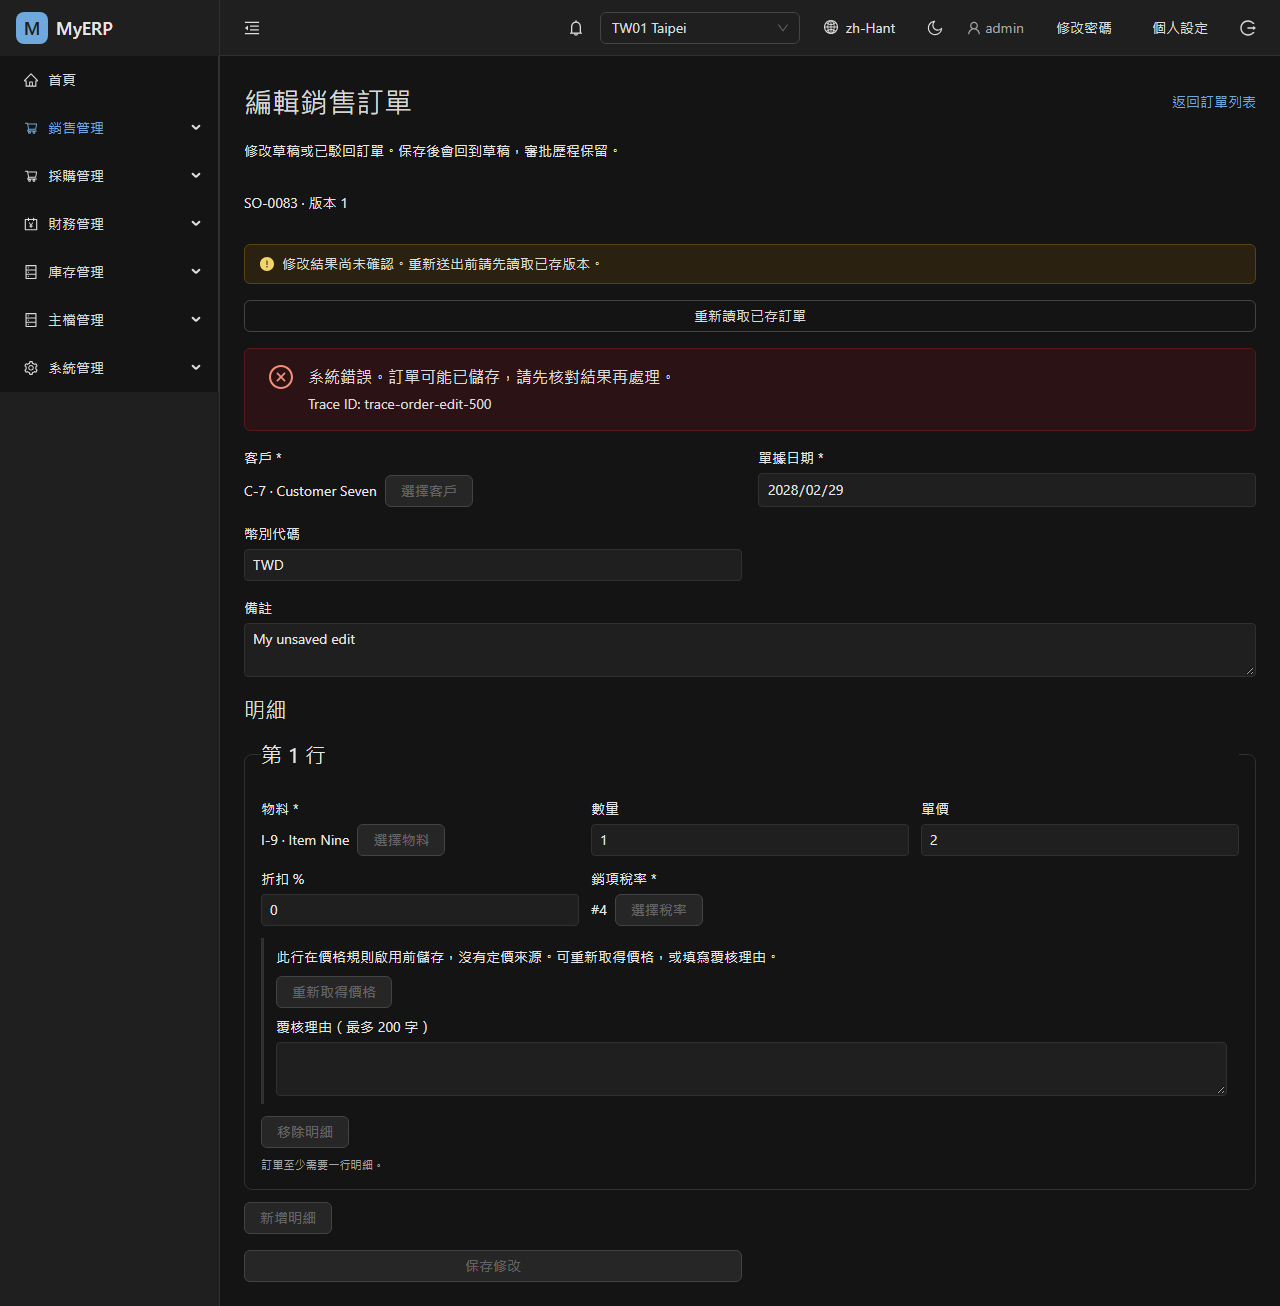 M MyERP
TW01 Taipei
zh-Hant
admin
修改密碼
個人設定
首頁
銷售管理
採購管理
財務管理
庫存管理
主檔管理
系統管理
編輯銷售訂單
返回訂單列表
修改草稿或已駁回訂單。保存後會回到草稿，審批歷程保留。
SO-0083 · 版本 1
修改結果尚未確認。重新送出前請先讀取已存版本。
重新讀取已存訂單
系統錯誤。訂單可能已儲存，請先核對結果再處理。
Trace ID: trace-order-edit-500
客戶 *
C-7 · Customer Seven
選擇客戶
單據日期 *
2028/02/29
幣別代碼
TWD
備註
My unsaved edit
明細
第 1 行
物料 *
I-9 · Item Nine
選擇物料
數量
1
單價
2
折扣 %
0
銷項稅率 *
#4
選擇稅率
此行在價格規則啟用前儲存，沒有定價來源。可重新取得價格，或填寫覆核理由。
重新取得價格
覆核理由（最多 200 字）
移除明細
訂單至少需要一行明細。
新增明細
保存修改